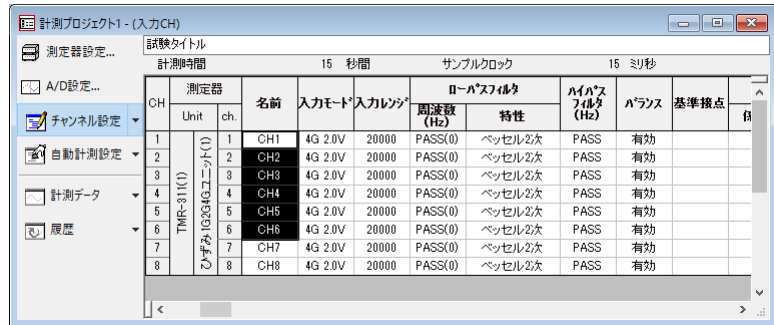 計測プロジェクト1 - (入力CH)
測定器設定...
A/D設定...
チャンネル設定
自動計測設定
計測データ
履歴
試験タイトル
計測時間 15 秒間 サンプルクロック 15 ミリ秒
CH 測定器 名前 入力モード 入力レンジ ローパスフィルタ ハイパスフィルタ(Hz) バランス 基準接点
Unit ch. 周波数(Hz) 特性
TMR-311(1)
ひずみ1G2G4Gユニット(1)
1 1 CH1 4G 2.0V 20000 PASS(0) ベッセル2次 PASS 有効
2 2 CH2 4G 2.0V 20000 PASS(0) ベッセル2次 PASS 有効
3 3 CH3 4G 2.0V 20000 PASS(0) ベッセル2次 PASS 有効
4 4 CH4 4G 2.0V 20000 PASS(0) ベッセル2次 PASS 有効
5 5 CH5 4G 2.0V 20000 PASS(0) ベッセル2次 PASS 有効
6 6 CH6 4G 2.0V 20000 PASS(0) ベッセル2次 PASS 有効
7 7 CH7 4G 2.0V 20000 PASS(0) ベッセル2次 PASS 有効
8 8 CH8 4G 2.0V 20000 PASS(0) ベッセル2次 PASS 有効